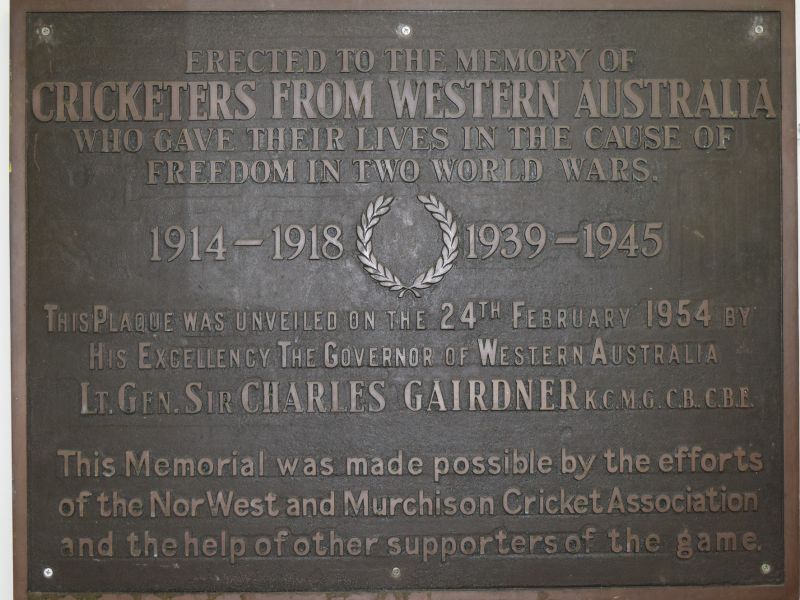 ERECTED TO THE MEMORY OF
CRICKETERS FROM WESTERN AUSTRALIA
WHO GAVE THEIR LIVES IN THE CAUSE OF
FREEDOM IN TWO WORLD WARS.
1914–1918 1939–1945
THIS PLAQUE WAS UNVEILED ON THE 24TH FEBRUARY 1954 BY
HIS EXCELLENCY THE GOVERNOR OF WESTERN AUSTRALIA
LT. GEN. SIR CHARLES GAIRDNER K.C.M.G. C.B. C.B.E.
This Memorial was made possible by the efforts
of the NorWest and Murchison Cricket Association
and the help of other supporters of the game.